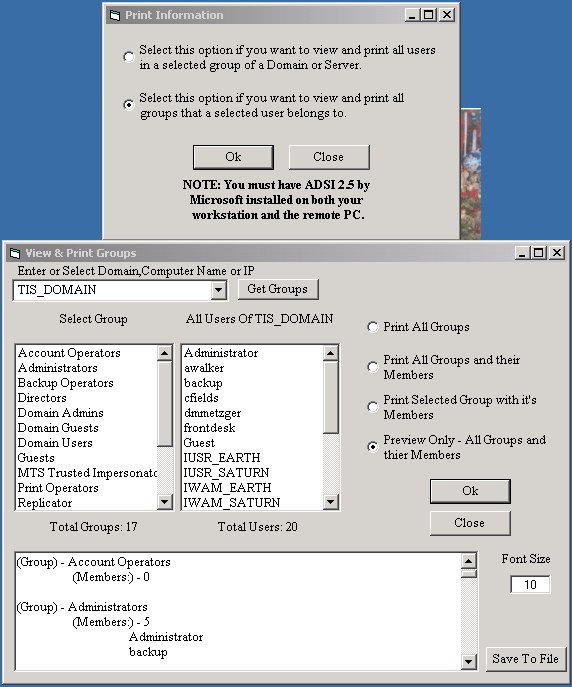 Print Information
Select this option if you want to view and print all users
in a selected group of a Domain or Server.
Select this option if you want to view and print all
groups that a selected user belongs to.
Ok
Close
NOTE: You must have ADSI 2.5 by
Microsoft installed on both your
workstation and the remote PC.
View & Print Groups
Enter or Select Domain,Computer Name or IP
TIS_DOMAIN
Get Groups
Select Group
Account Operators
Administrators
Backup Operators
Directors
Domain Admins
Domain Guests
Domain Users
Guests
MTS Trusted Impersonato
Print Operators
Replicator
Total Groups: 17
All Users Of TIS_DOMAIN
Administrator
awalker
backup
cfields
dmmetzger
frontdesk
Guest
IUSR_EARTH
IUSR_SATURN
IWAM_EARTH
IWAM_SATURN
Total Users: 20
Print All Groups
Print All Groups and their
Members
Print Selected Group with it's
Members
Preview Only - All Groups and
thier Members
Ok
Close
(Group) - Account Operators
(Members:) - 0
(Group) - Administrators
(Members:) - 5
Administrator
backup
Font Size
10
Save To File